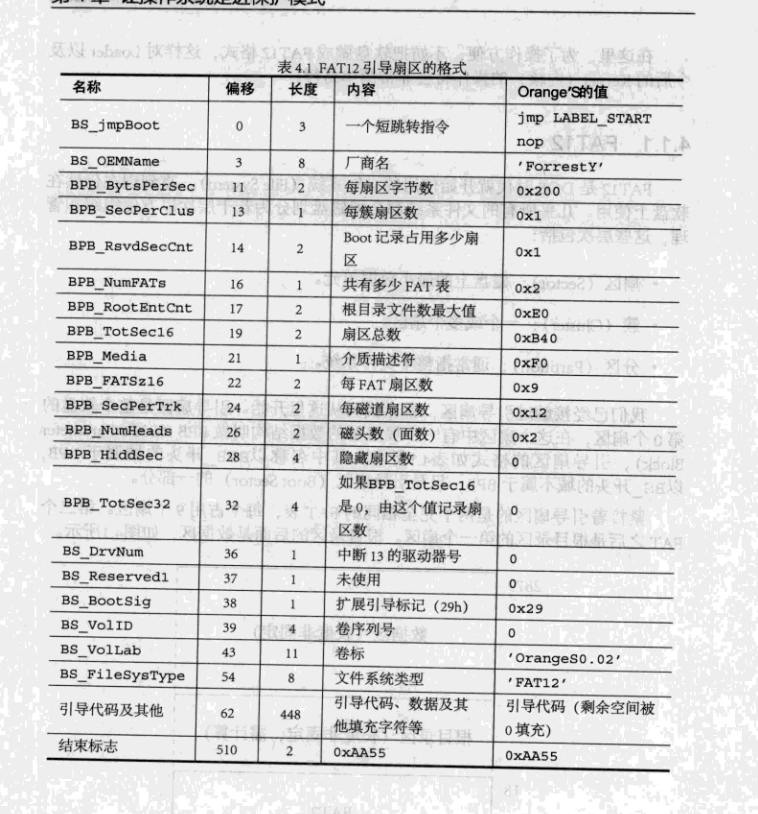 第4章 让操作系统走进保护模式
表 4.1 FAT12 引导扇区的格式
名称 偏移 长度 内容 Orange'S的值
BS_jmpBoot 0 3 一个短跳转指令 jmp LABEL_START
nop
BS_OEMName 3 8 厂商名 'ForrestY'
BPB_BytsPerSec 11 2 每扇区字节数 0x200
BPB_SecPerClus 13 1 每簇扇区数 0x1
BPB_RsvdSecCnt 14 2 Boot 记录占用多少扇
区 0x1
BPB_NumFATs 16 1 共有多少 FAT 表 0x2
BPB_RootEntCnt 17 2 根目录文件数最大值 0xE0
BPB_TotSec16 19 2 扇区总数 0xB40
BPB_Media 21 1 介质描述符 0xF0
BPB_FATSz16 22 2 每 FAT 扇区数 0x9
BPB_SecPerTrk 24 2 每磁道扇区数 0x12
BPB_NumHeads 26 2 磁头数（面数） 0x2
BPB_HiddSec 28 4 隐藏扇区数 0
BPB_TotSec32 32 4 如果BPB_TotSec16
是 0，由这个值记录扇 0
区数
BS_DrvNum 36 1 中断 13 的驱动器号 0
BS_Reserved1 37 1 未使用 0
BS_BootSig 38 1 扩展引导标记（29h） 0x29
BS_VolID 39 4 卷序列号 0
BS_VolLab 43 11 卷标 'OrangeS0.02'
BS_FileSysType 54 8 文件系统类型 'FAT12'
引导代码及其他 62 448 引导代码、数据及其 引导代码（剩余空间被
他填充字符等 0 填充）
结束标志 510 2 0xAA55 0xAA55